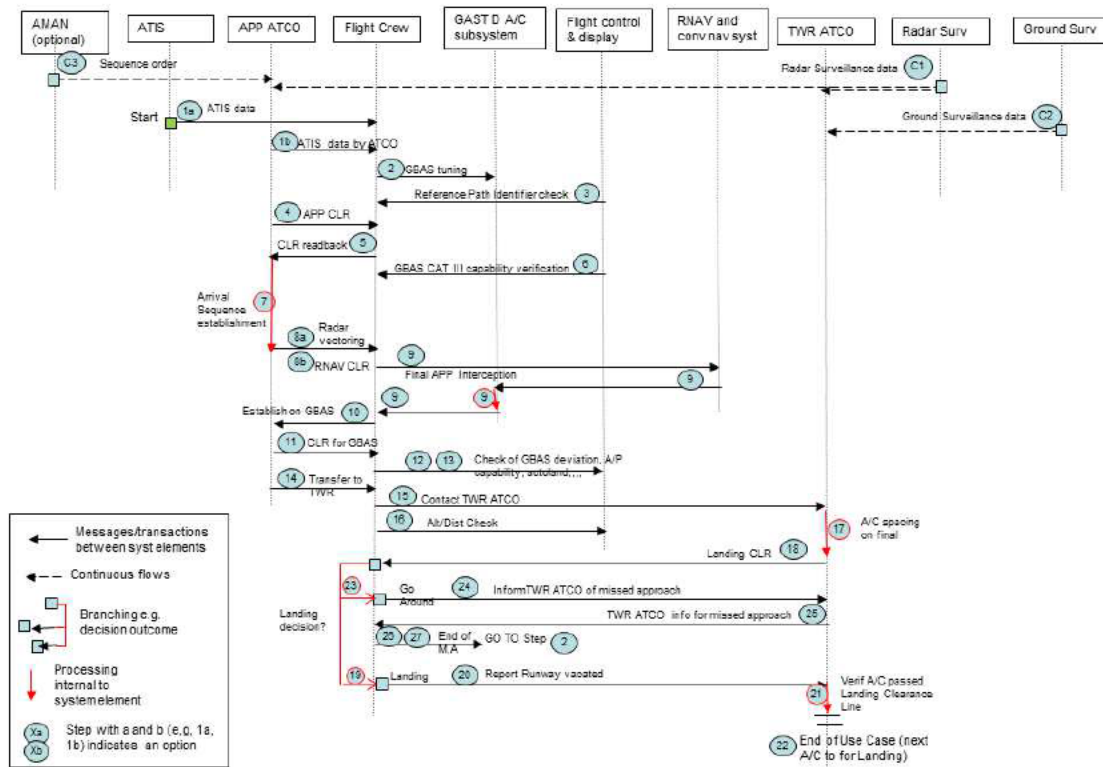 AMAN
(optional)
ATIS
APP ATCO
Flight Crew
GAST D A/C
subsystem
Flight control
& display
RNAV and
conv nav syst
TWR ATCO
Radar Surv
Ground Surv
C3
Sequence order
Radar Surveillance data
C1
Start
1a
ATIS data
Ground Surveillance data
C2
1b
ATIS data by ATCO
2
GBAS tuning
Reference Path Identifier check
3
4
APP CLR
CLR readback
5
GBAS CAT III capability verification
6
Arrival
Sequence
establishment
7
8a
Radar
vectoring
8b
RNAV CLR
9
Final APP Interception
9
9
9
Establish on GBAS
10
11
CLR for GBAS
12
13
Check of GBAS deviation, A/P
capability, autoland,...
14
Transfer to
TWR
15
Contact TWR ATCO
16
Alt/Dist Check
17
A/C spacing
on final
Landing CLR
18
Landing
decision?
23
Go
Around
24
Inform TWR ATCO of missed approach
TWR ATCO info for missed approach
25
26
27
End of
M.A
GO TO Step
2
19
Landing
20
Report Runway vacated
21
Verif A/C passed
Landing Clearance
Line
22
End of Use Case (next
A/C to for Landing)
Messages/transactions
between syst elements
Continuous flows
Branching e.g.
decision outcome
Processing
internal to
system element
Xa
Xb
Step with a and b (e,g, 1a,
1b) indicates an option